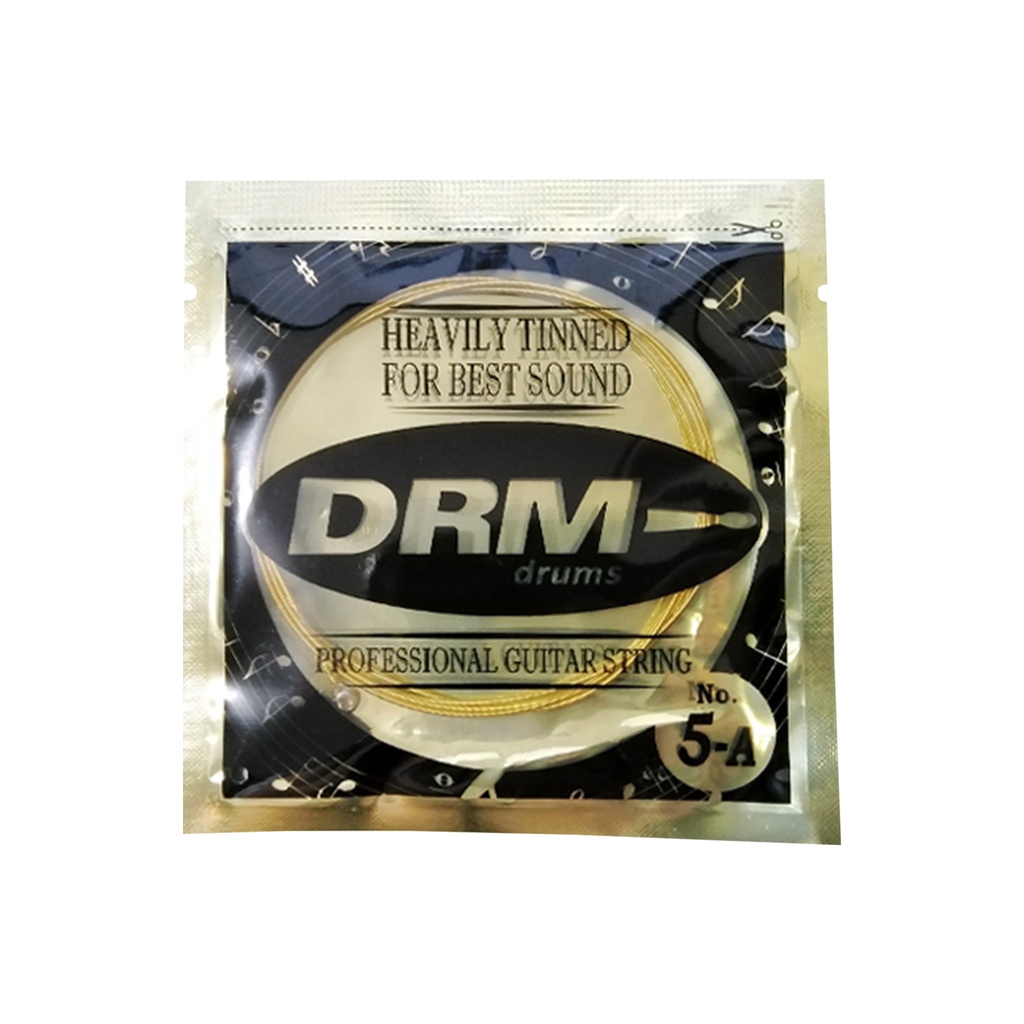 HEAVILY TINNED
FOR BEST SOUND
DRM
drums
PROFESSIONAL GUITAR STRING
No.
5-A